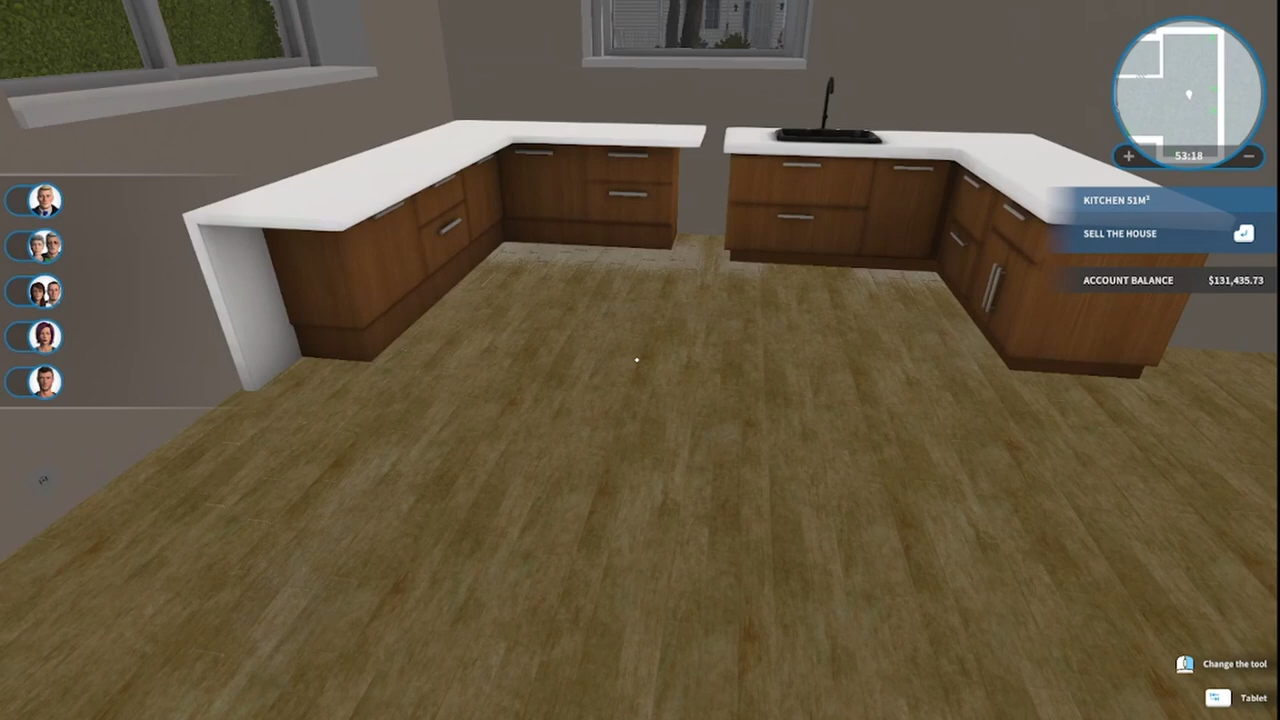 53:18
KITCHEN 51M²
SELL THE HOUSE
ACCOUNT BALANCE $131,435.73
Change the tool
Tablet